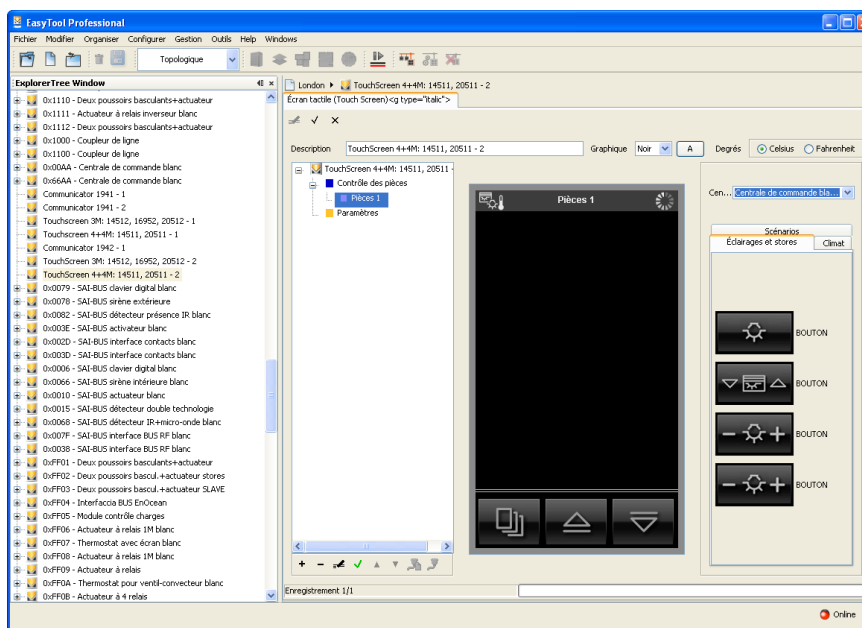 EasyTool Professional
Fichier Modifier Organiser Configurer Gestion Outils Help Windows
Topologique
ExplorerTree Window
0x1110 - Deux poussoirs basculants+actuateur
0x1111 - Actuateur à relais inverseur blanc
0x1112 - Deux poussoirs basculants+actuateur
0x1000 - Coupleur de ligne
0x1100 - Coupleur de ligne
0x00AA - Centrale de commande blanc
0x66AA - Centrale de commande blanc
Communicator 1941 - 1
Communicator 1941 - 2
Touchscreen 3M: 14512, 16952, 20512 - 1
Touchscreen 4+4M: 14511, 20511 - 1
Communicator 1942 - 1
TouchScreen 3M: 14512, 16952, 20512 - 2
TouchScreen 4+4M: 14511, 20511 - 2
0x0079 - SAI-BUS clavier digital blanc
0x0078 - SAI-BUS sirène extérieure
0x0082 - SAI-BUS détecteur présence IR blanc
0x003E - SAI-BUS activateur blanc
0x002D - SAI-BUS interface contacts blanc
0x003D - SAI-BUS interface contacts blanc
0x0006 - SAI-BUS clavier digital blanc
0x0066 - SAI-BUS sirène intérieure blanc
0x0010 - SAI-BUS actuateur blanc
0x0015 - SAI-BUS détecteur double technologie
0x0068 - SAI-BUS détecteur IR+micro-onde blanc
0x007F - SAI-BUS interface BUS RF blanc
0x0038 - SAI-BUS interface BUS RF blanc
0xFF01 - Deux poussoirs basculants+actuateur
0xFF02 - Deux poussoirs bascul.+actuateur stores
0xFF03 - Deux poussoirs bascul.+actuateur SLAVE
0xFF04 - Interfaccia BUS EnOcean
0xFF05 - Module contrôle charges
0xFF06 - Actuateur à relais 1M blanc
0xFF07 - Thermostat avec écran blanc
0xFF08 - Actuateur à relais 1M blanc
0xFF09 - Actuateur à relais
0xFF0A - Thermostat pour ventil-convecteur blanc
0xFF0B - Actuateur à 4 relais
London TouchScreen 4+4M: 14511, 20511 - 2
Écran tactile (Touch Screen)<g type="italic">
Description TouchScreen 4+4M: 14511, 20511 - 2 Graphique Noir A Degrés Celsius Fahrenheit
TouchScreen 4+4M: 14511, 20511 -
Contrôle des pièces
Pièces 1
Paramètres
Pièces 1
Cen... Centrale de commande bla...
Scénarios
Éclairages et stores Climat
BOUTON
BOUTON
BOUTON
BOUTON
Enregistrement 1/1
Online